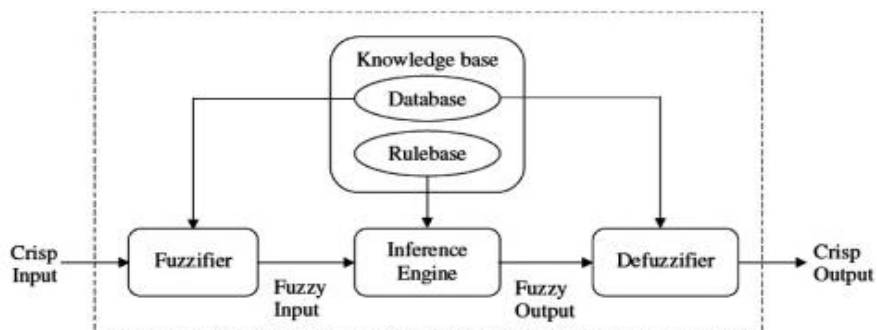 Knowledge base
Database
Rulebase
Crisp
Input
Fuzzifier
Fuzzy
Input
Inference
Engine
Fuzzy
Output
Defuzzifier
Crisp
Output